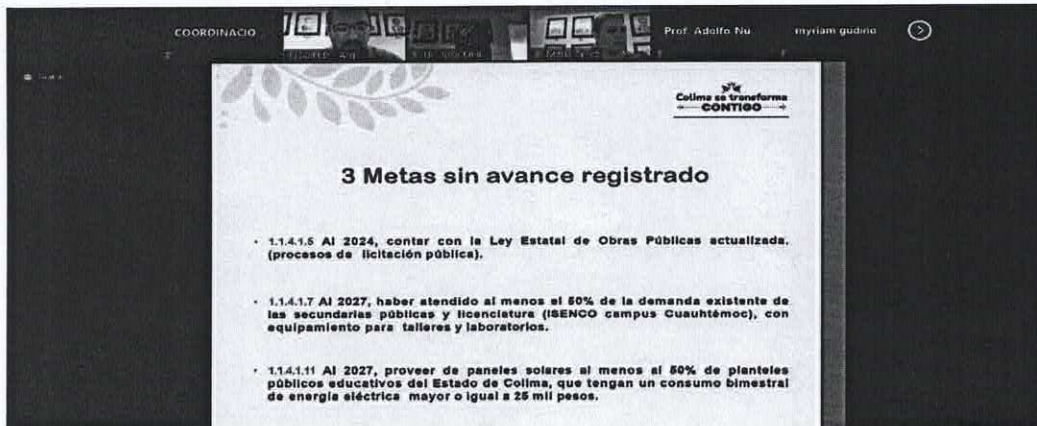 COORDINACIO
Prof. Adolfo Nu
myriam gudiño
Colima se transforma
CONTIGO
3 Metas sin avance registrado
• 1.1.4.1.5 Al 2024, contar con la Ley Estatal de Obras Públicas actualizada.
(procesos de licitación pública).
• 1.1.4.1.7 Al 2027, haber atendido al menos el 50% de la demanda existente de
las secundarias públicas y licenciatura (ISENCO campus Cuauhtémoc), con
equipamiento para talleres y laboratorios.
• 1.1.4.1.11 Al 2027, proveer de paneles solares al menos al 50% de planteles
públicos educativos del Estado de Colima, que tengan un consumo bimestral
de energía eléctrica mayor o igual a 25 mil pesos.